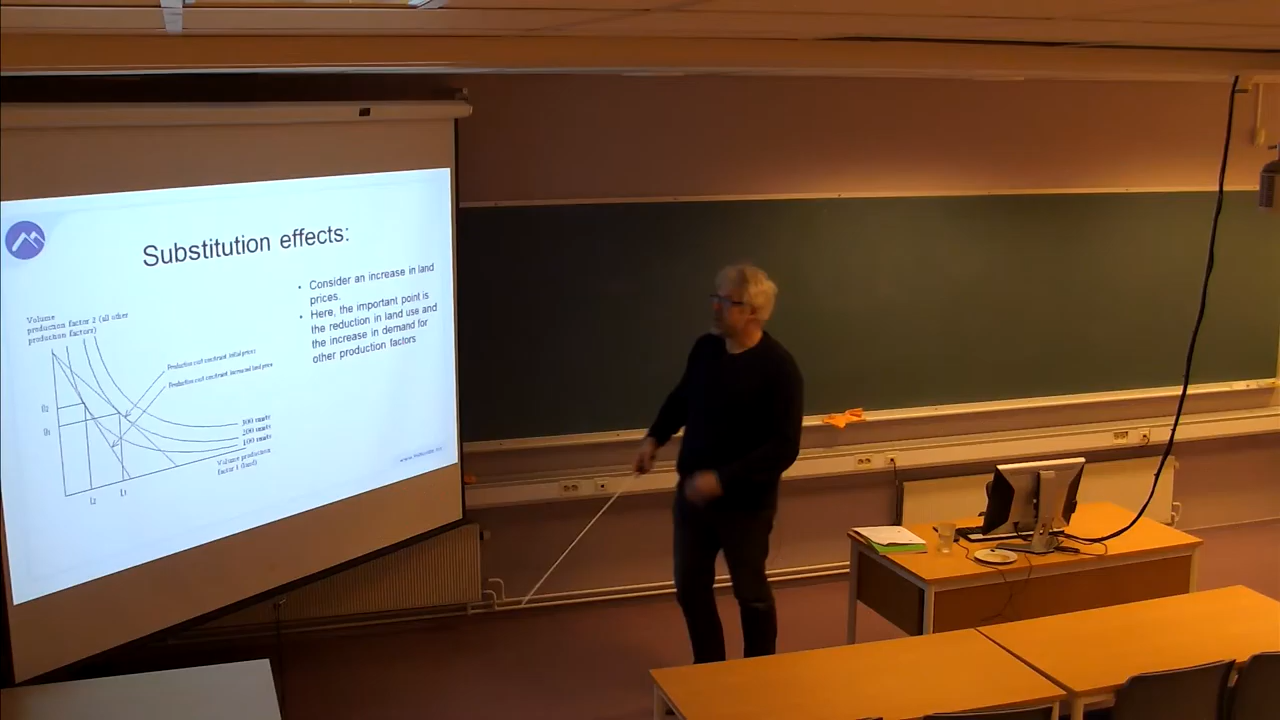 Substitution effects:
• Consider an increase in land
prices.
• Here, the important point is
the reduction in land use and
the increase in demand for
other production factors
Volume
production factor 2 (all other
production factors)
Production cost constraint, initial prices
Production cost constraint, increased land price
300 units
200 units
100 units
Volume production
factor 1 (land)